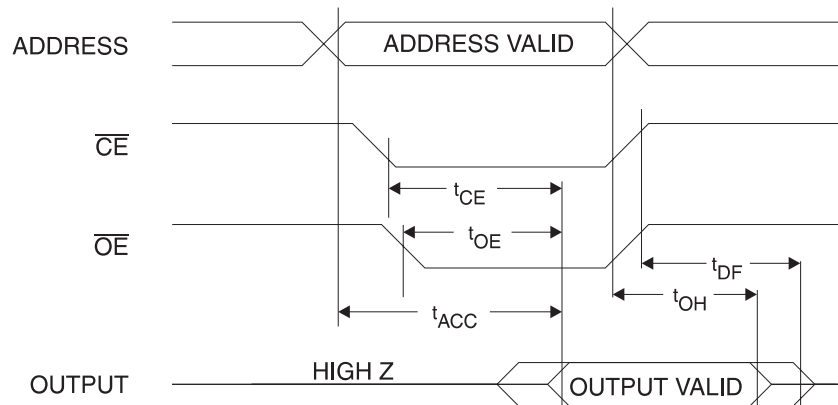 ADDRESS ADDRESS VALID
CE
tCE
OE tOE
tDF
tOH
tACC
HIGH Z
OUTPUT OUTPUT VALID